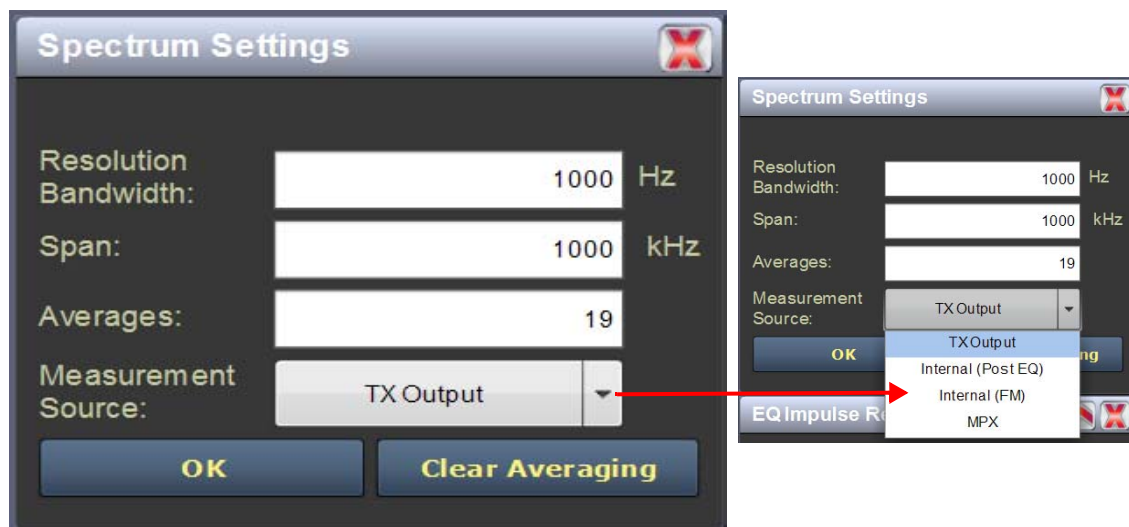 Spectrum Settings
Resolution
Bandwidth:
1000 Hz
Span:
1000 kHz
Averages:
19
Measurement
Source:
TX Output
OK
Clear Averaging
Spectrum Settings
Resolution
Bandwidth:
1000 Hz
Span:
1000 kHz
Averages:
19
Measurement
Source:
TX Output
TX Output
Internal (Post EQ)
Internal (FM)
MPX
OK
ng
EQ Impulse Re